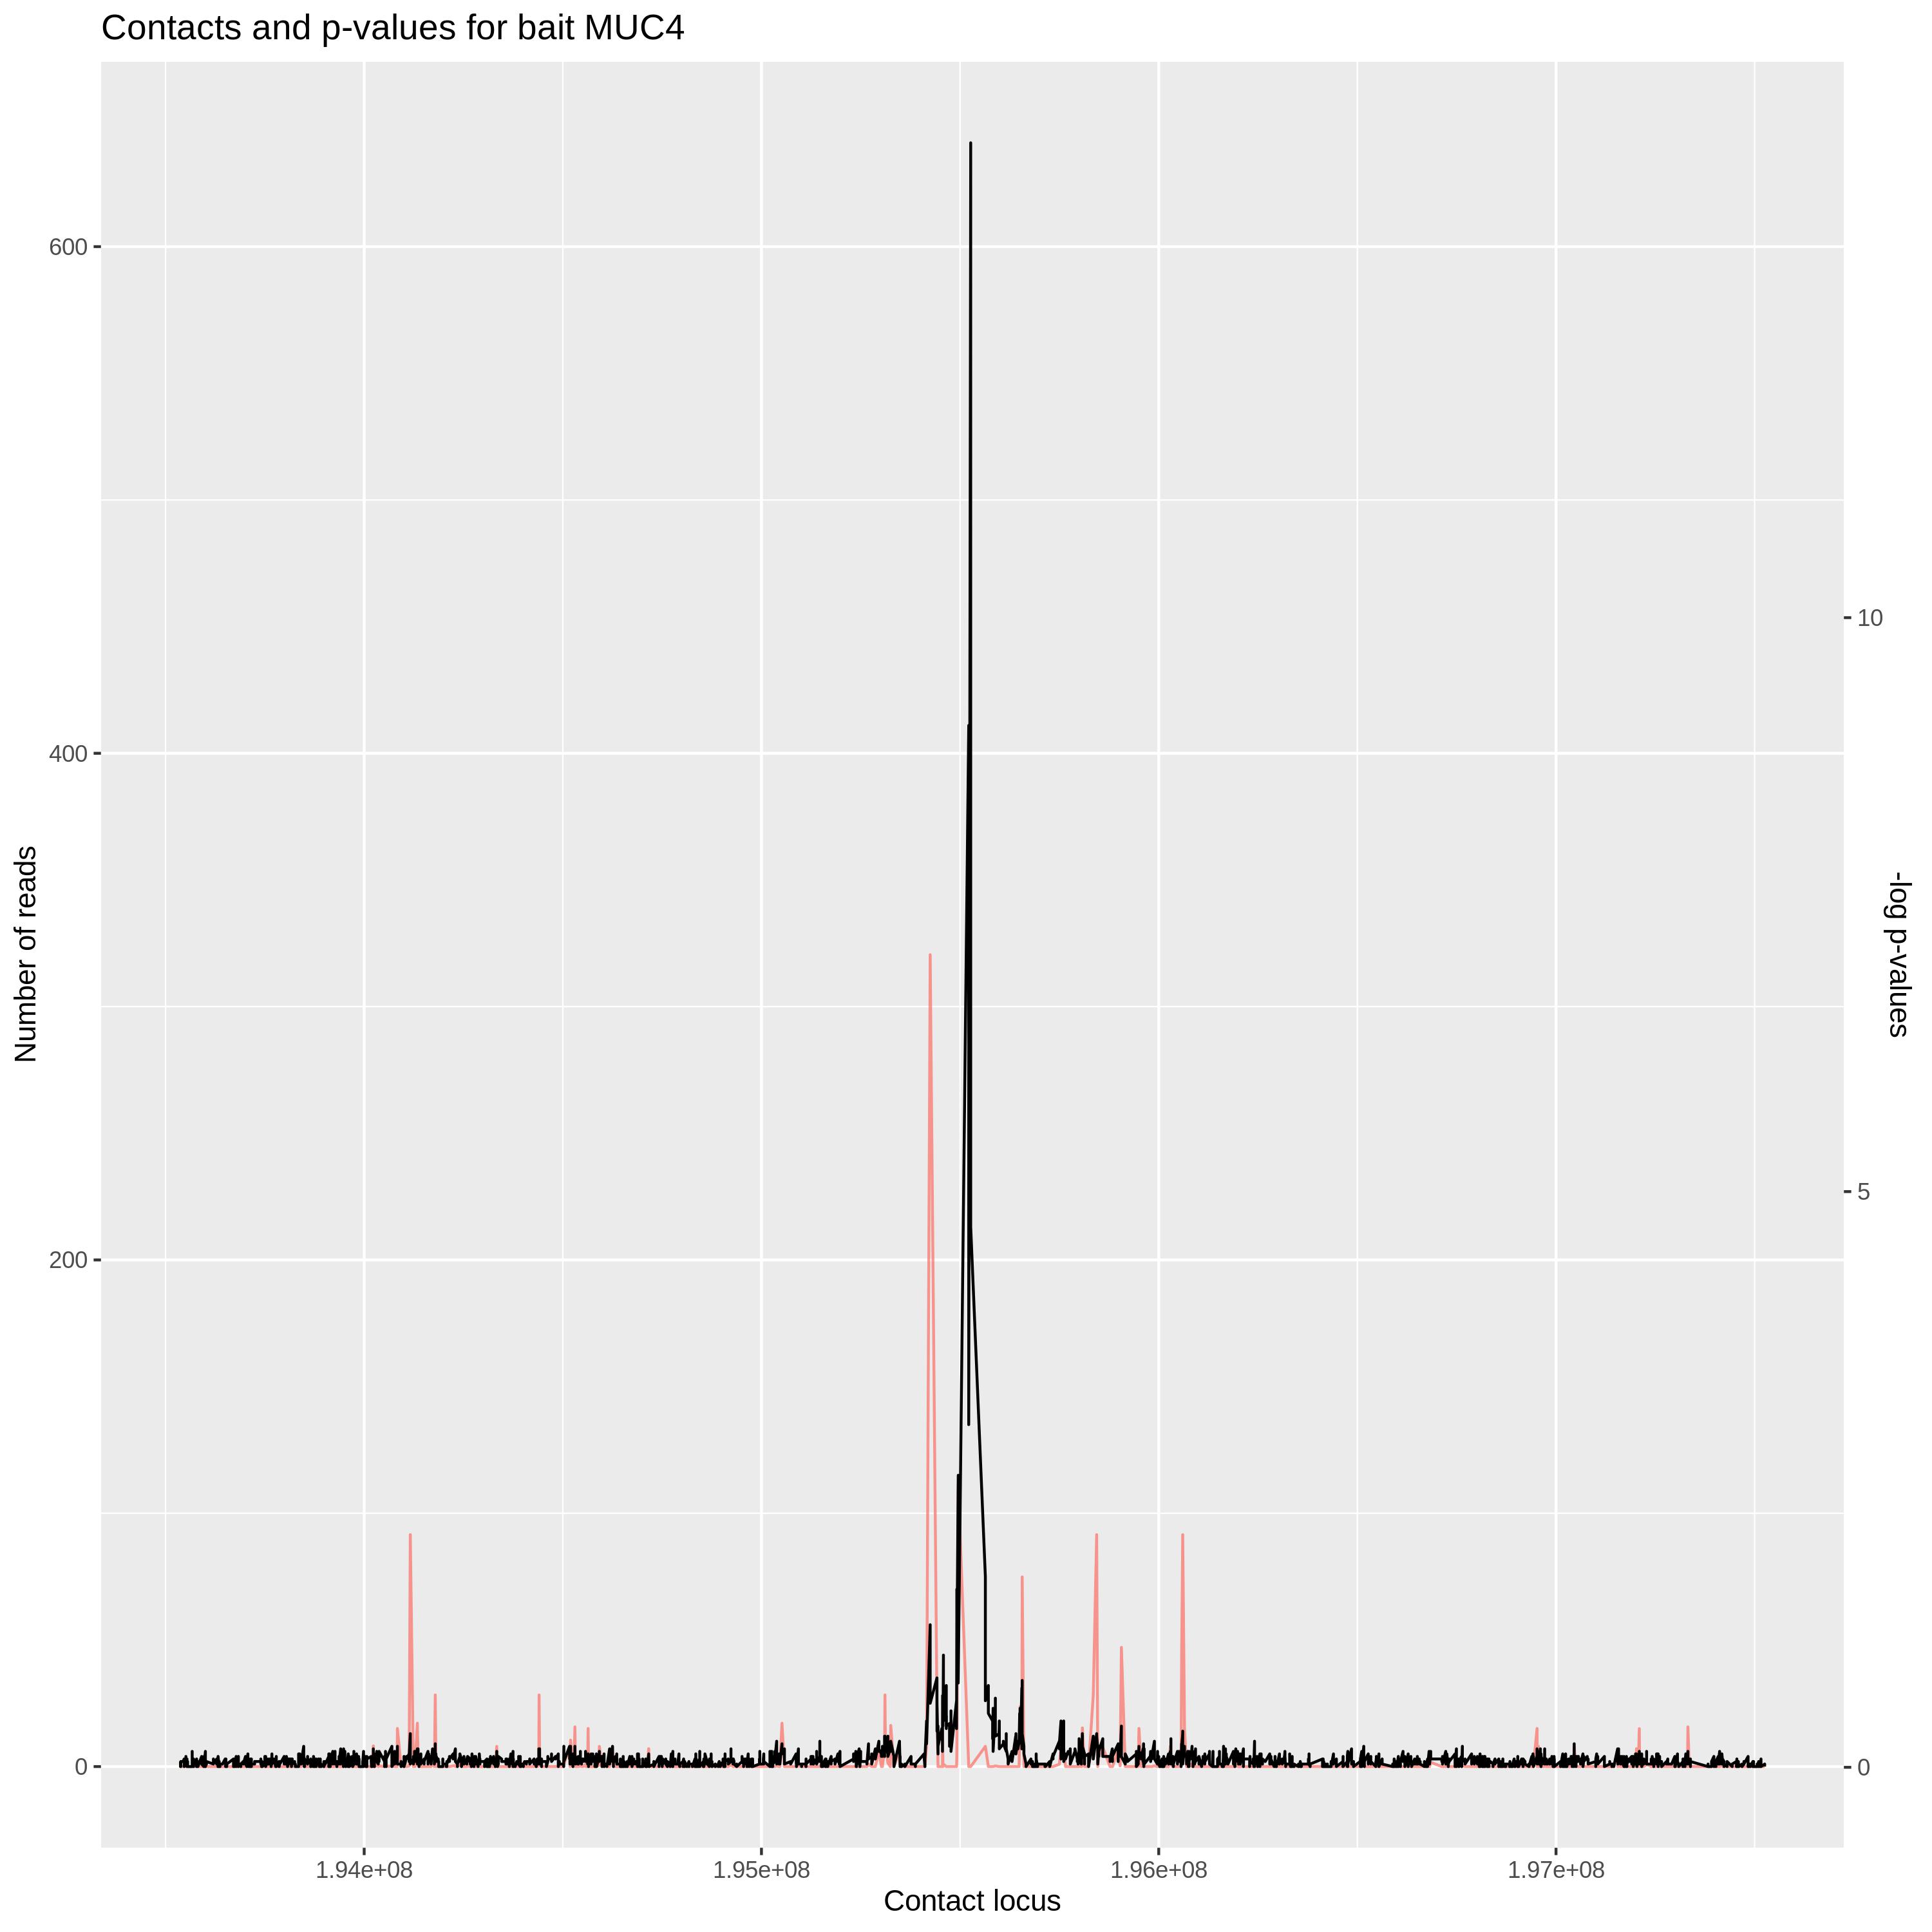 Contacts and p-values for bait MUC4
600
400
200
0
10
5
0
Number of reads
-log p-values
1.94e+08
1.95e+08
1.96e+08
1.97e+08
Contact locus